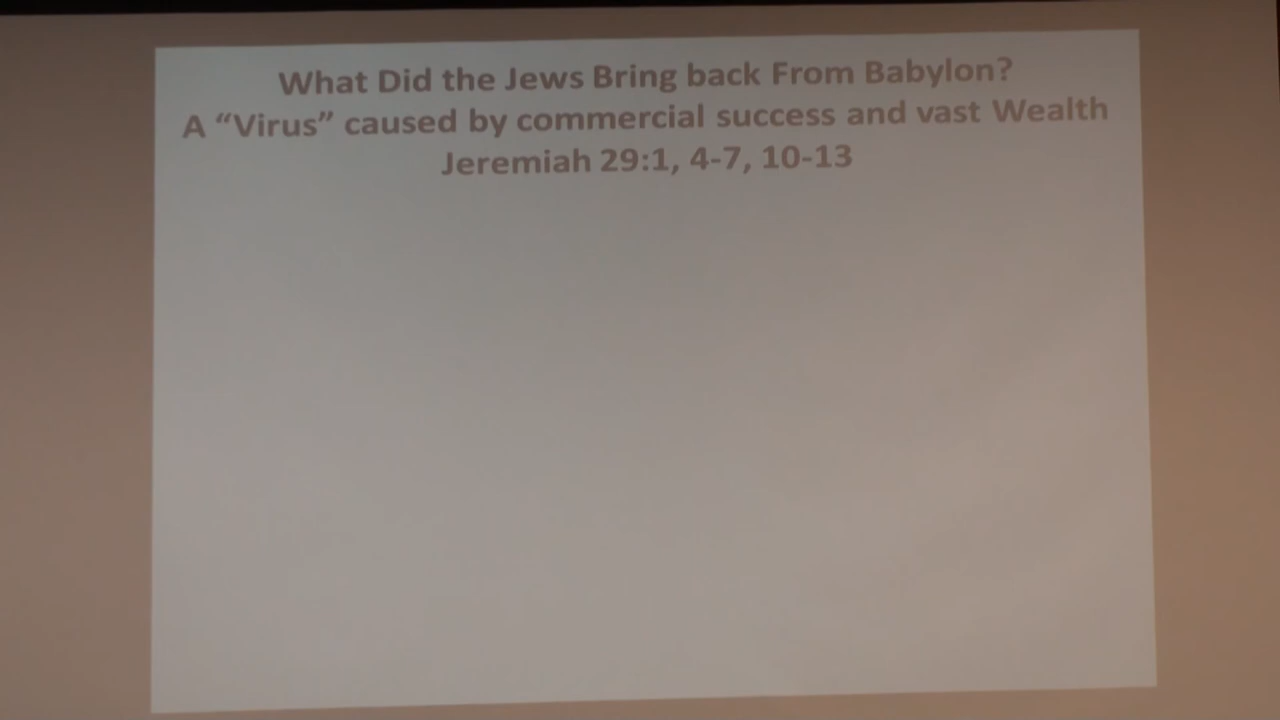 What Did the Jews Bring back From Babylon?
A “Virus” caused by commercial success and vast Wealth
Jeremiah 29:1, 4-7, 10-13